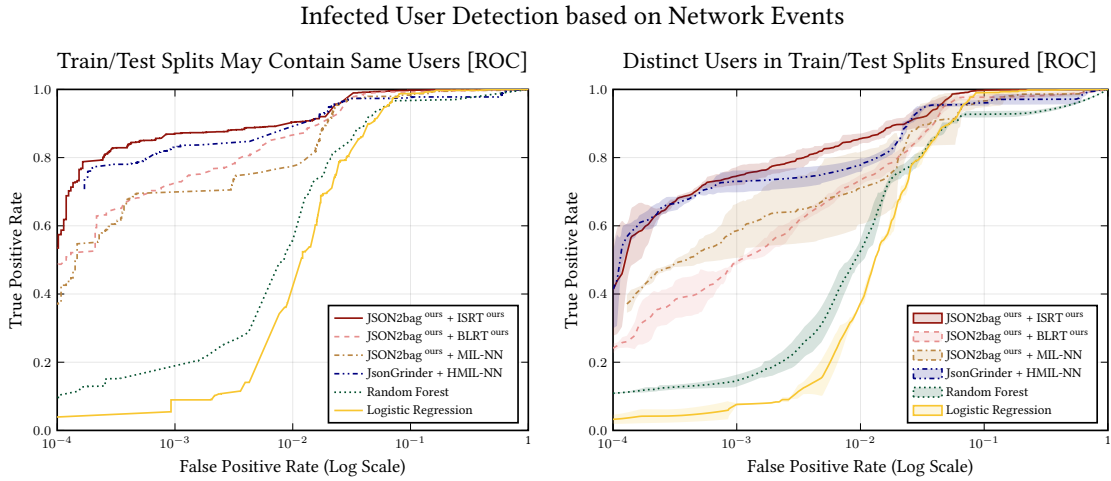 Infected User Detection based on Network Events
Train/Test Splits May Contain Same Users [ROC]
True Positive Rate
1.0
0.8
0.6
0.4
0.2
0.0
10⁻⁴
10⁻³
10⁻²
10⁻¹
1
False Positive Rate (Log Scale)
JSON2bag ours + ISRT ours
JSON2bag ours + BLRT ours
JSON2bag ours + MIL-NN
JsonGrinder + HMIL-NN
Random Forest
Logistic Regression
Distinct Users in Train/Test Splits Ensured [ROC]
True Positive Rate
1.0
0.8
0.6
0.4
0.2
0.0
10⁻⁴
10⁻³
10⁻²
10⁻¹
1
False Positive Rate (Log Scale)
JSON2bag ours + ISRT ours
JSON2bag ours + BLRT ours
JSON2bag ours + MIL-NN
JsonGrinder + HMIL-NN
Random Forest
Logistic Regression